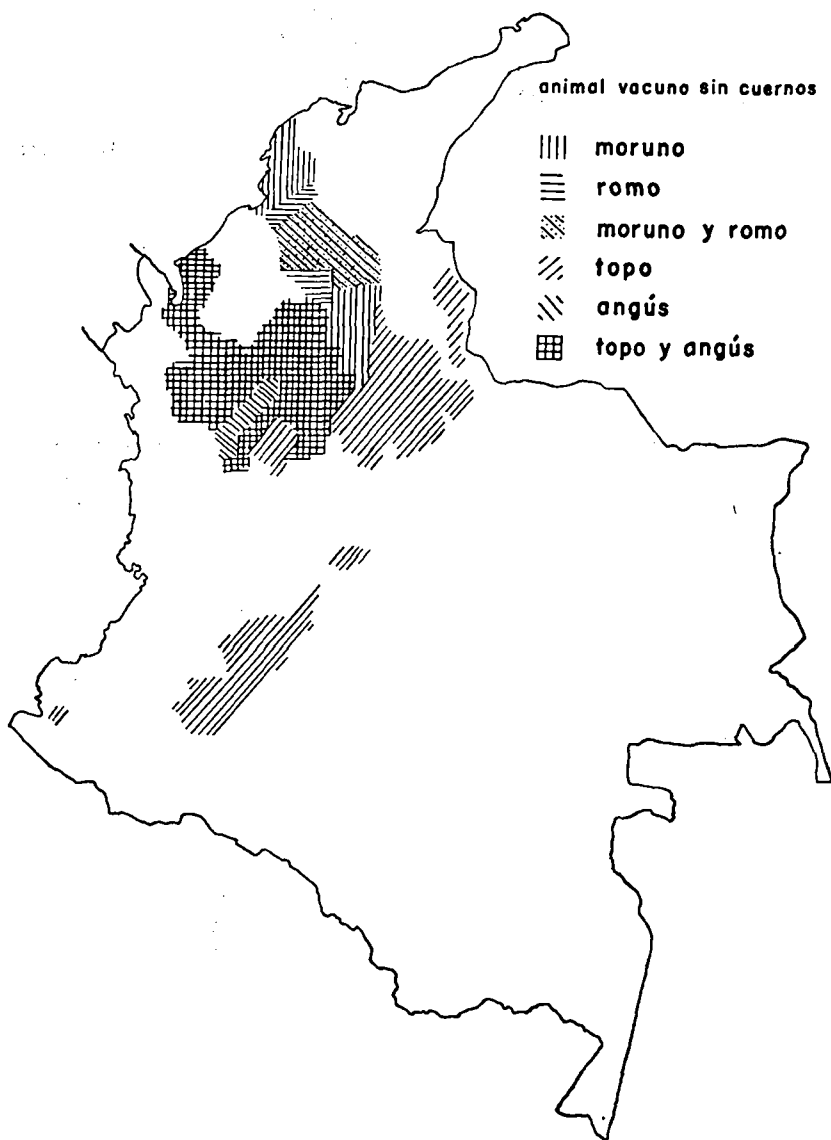 animal vacuno sin cuernos
moruno
romo
moruno y romo
topo
angús
topo y angús